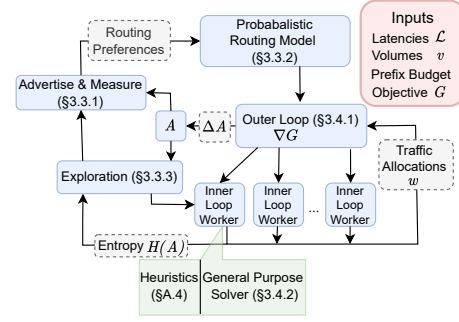 Routing
Preferences
Probabalistic
Routing Model
(§3.3.2)
Inputs
Latencies ℒ
Volumes v
Prefix Budget
Objective G
Advertise & Measure
(§3.3.1)
A
ΔA
Outer Loop (§3.4.1)
∇G
Traffic
Allocations
w
Exploration (§3.3.3)
Inner
Loop
Worker
Inner
Loop
Worker
...
Inner
Loop
Worker
Entropy H(A)
Heuristics
(§A.4)
General Purpose
Solver (§3.4.2)